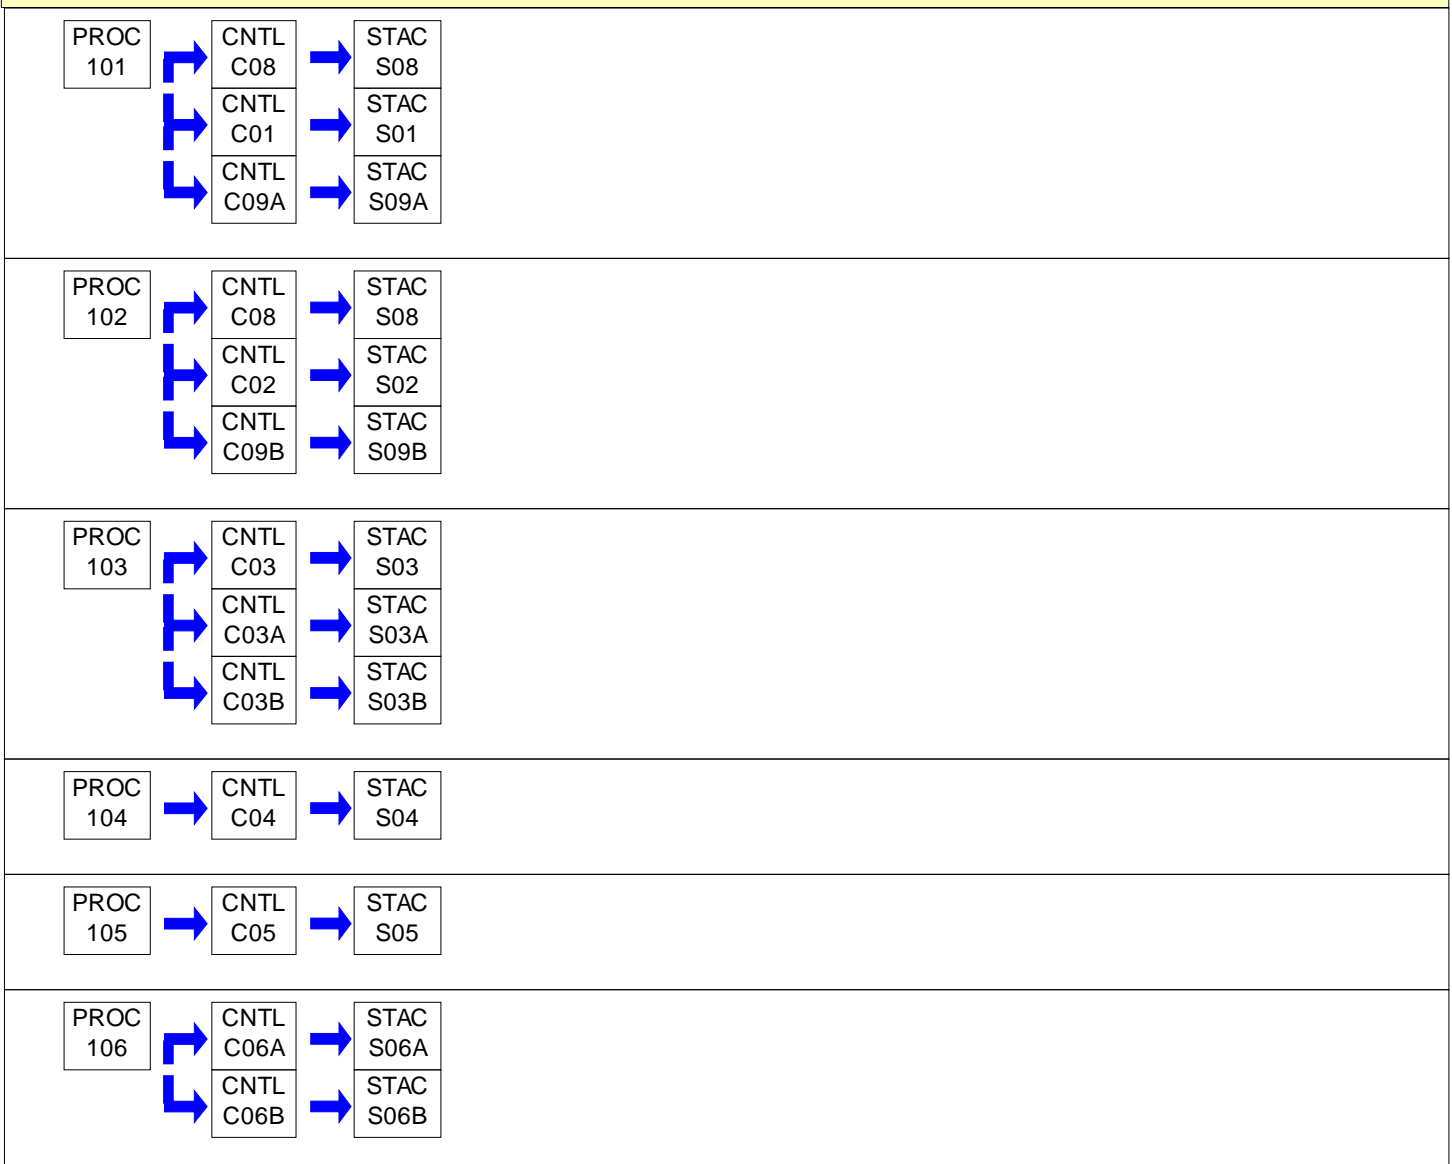 PROC
101
CNTL
C08
STAC
S08
CNTL
C01
STAC
S01
CNTL
C09A
STAC
S09A
PROC
102
CNTL
C08
STAC
S08
CNTL
C02
STAC
S02
CNTL
C09B
STAC
S09B
PROC
103
CNTL
C03
STAC
S03
CNTL
C03A
STAC
S03A
CNTL
C03B
STAC
S03B
PROC
104
CNTL
C04
STAC
S04
PROC
105
CNTL
C05
STAC
S05
PROC
106
CNTL
C06A
STAC
S06A
CNTL
C06B
STAC
S06B